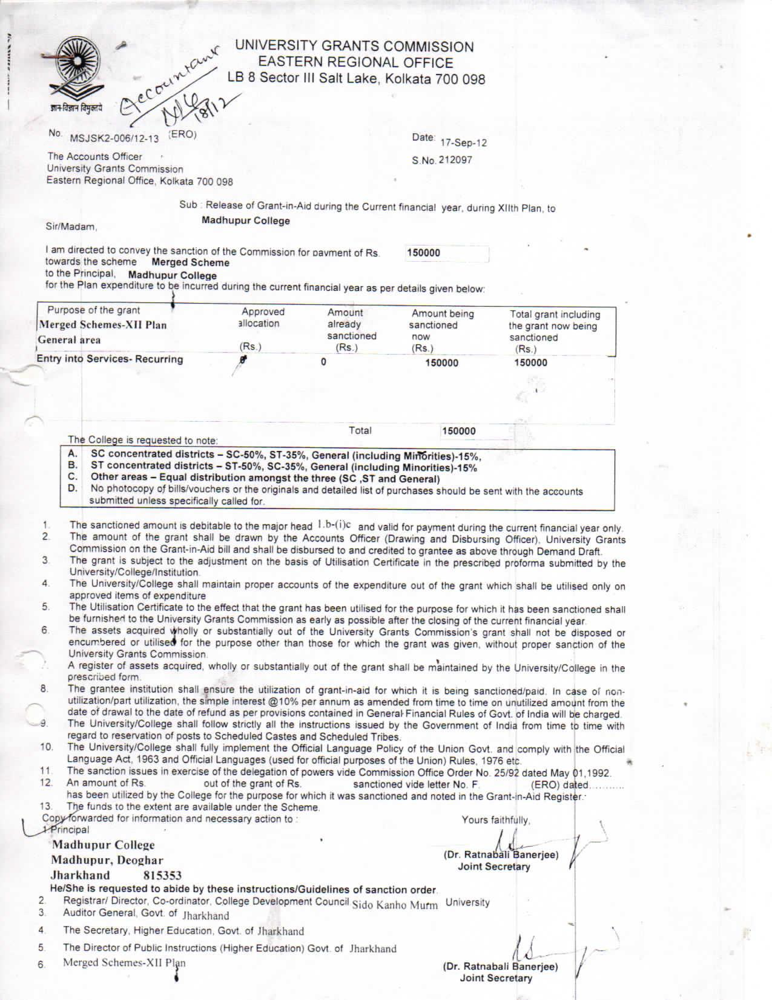 UNIVERSITY GRANTS COMMISSION
EASTERN REGIONAL OFFICE
LB 8 Sector III Salt Lake, Kolkata 700 098
ज्ञान-विज्ञान विमुक्तये
Accountant
18/12
No. MSJSK2-006/12-13 (ERO)
Date: 17-Sep-12
The Accounts Officer
S.No. 212097
University Grants Commission
Eastern Regional Office, Kolkata 700 098
Sub : Release of Grant-in-Aid during the Current financial year, during XIIth Plan, to
Madhupur College
Sir/Madam,
I am directed to convey the sanction of the Commission for payment of Rs. 150000
towards the scheme Merged Scheme
to the Principal, Madhupur College
for the Plan expenditure to be incurred during the current financial year as per details given below:
Purpose of the grant Approved Amount Amount being Total grant including
Merged Schemes-XII Plan allocation already sanctioned the grant now being
General area sanctioned now sanctioned
(Rs.) (Rs.) (Rs.) (Rs.)
Entry into Services- Recurring 0 150000 150000
Total 150000
The College is requested to note:
A. SC concentrated districts – SC-50%, ST-35%, General (including Minorities)-15%,
B. ST concentrated districts – ST-50%, SC-35%, General (including Minorities)-15%
C. Other areas – Equal distribution amongst the three (SC ,ST and General)
D. No photocopy of bills/vouchers or the originals and detailed list of purchases should be sent with the accounts
submitted unless specifically called for.
1. The sanctioned amount is debitable to the major head 1.b-(i)c and valid for payment during the current financial year only.
2. The amount of the grant shall be drawn by the Accounts Officer (Drawing and Disbursing Officer), University Grants
Commission on the Grant-in-Aid bill and shall be disbursed to and credited to grantee as above through Demand Draft.
3. The grant is subject to the adjustment on the basis of Utilisation Certificate in the prescribed proforma submitted by the
University/College/Institution.
4. The University/College shall maintain proper accounts of the expenditure out of the grant which shall be utilised only on
approved items of expenditure
5. The Utilisation Certificate to the effect that the grant has been utilised for the purpose for which it has been sanctioned shall
be furnished to the University Grants Commission as early as possible after the closing of the current financial year.
6. The assets acquired wholly or substantially out of the University Grants Commission's grant shall not be disposed or
encumbered or utilised for the purpose other than those for which the grant was given, without proper sanction of the
University Grants Commission.
A register of assets acquired, wholly or substantially out of the grant shall be maintained by the University/College in the
prescribed form.
8. The grantee institution shall ensure the utilization of grant-in-aid for which it is being sanctioned/paid. In case of non-
utilization/part utilization, the simple interest @10% per annum as amended from time to time on unutilized amount from the
date of drawal to the date of refund as per provisions contained in General Financial Rules of Govt. of India will be charged.
9. The University/College shall follow strictly all the instructions issued by the Government of India from time to time with
regard to reservation of posts to Scheduled Castes and Scheduled Tribes.
10. The University/College shall fully implement the Official Language Policy of the Union Govt. and comply with the Official
Language Act, 1963 and Official Languages (used for official purposes of the Union) Rules, 1976 etc.
11. The sanction issues in exercise of the delegation of powers vide Commission Office Order No. 25/92 dated May 01,1992.
12. An amount of Rs. out of the grant of Rs. sanctioned vide letter No. F. (ERO) dated...........
has been utilized by the College for the purpose for which it was sanctioned and noted in the Grant-in-Aid Register.
13. The funds to the extent are available under the Scheme.
Copy forwarded for information and necessary action to :
Yours faithfully,
1.Principal
Madhupur College
(Dr. Ratnabali Banerjee)
Madhupur, Deoghar
Joint Secretary
Jharkhand 815353
He/She is requested to abide by these instructions/Guidelines of sanction order.
2. Registrar/ Director, Co-ordinator, College Development Council Sido Kanho Murm University
3. Auditor General, Govt. of Jharkhand
4. The Secretary, Higher Education, Govt. of Jharkhand
5. The Director of Public Instructions (Higher Education) Govt. of Jharkhand
6. Merged Schemes-XII Plan
(Dr. Ratnabali Banerjee)
Joint Secretary